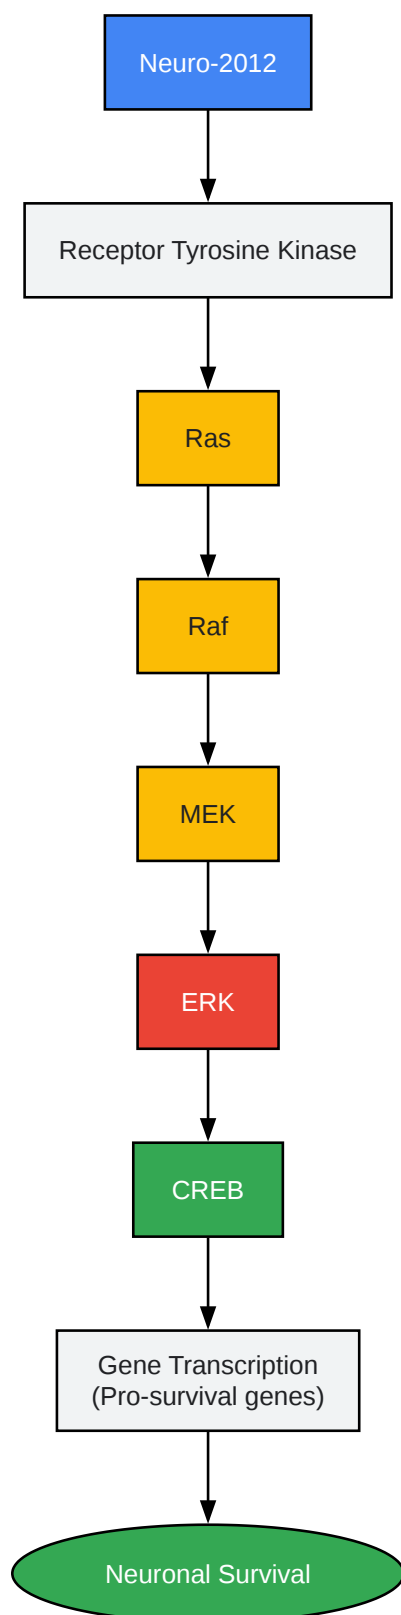 Neuro-2012
Receptor Tyrosine Kinase
Ras
Raf
MEK
ERK
CREB
Gene Transcription
(Pro-survival genes)
Neuronal Survival